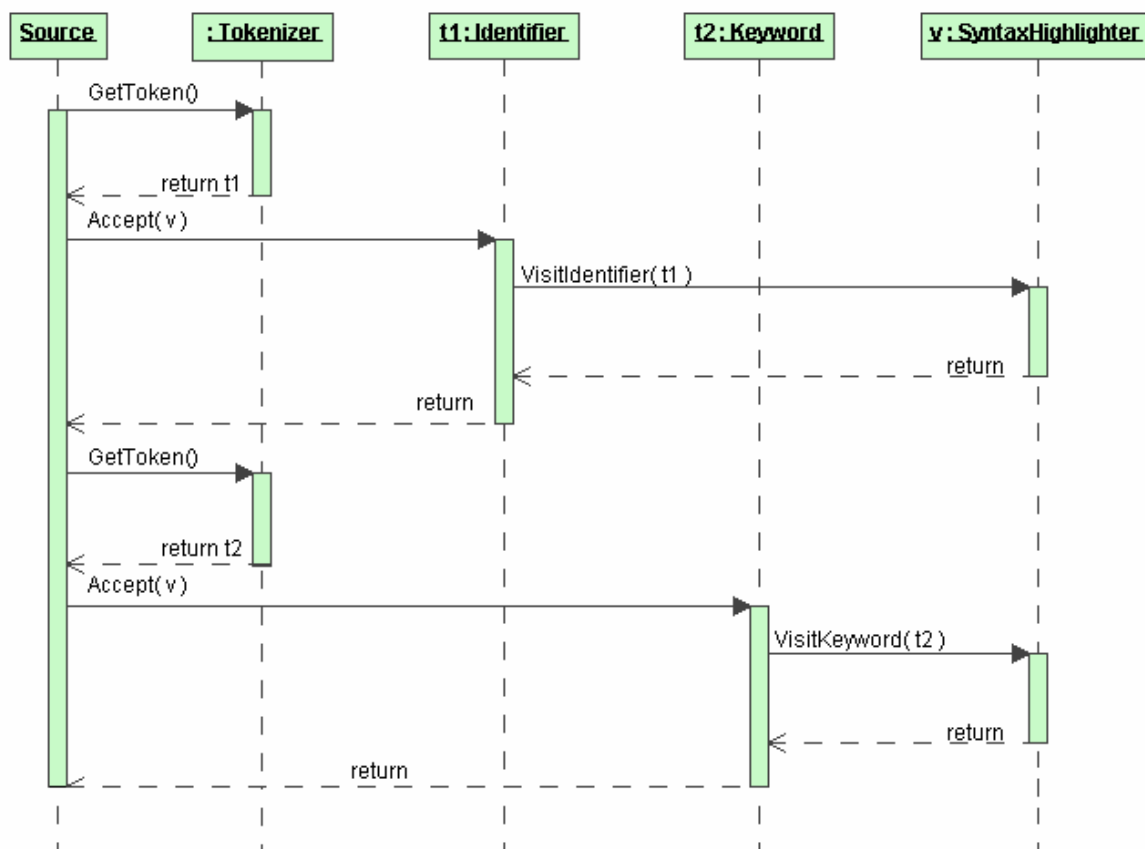 Source
: Tokenizer
t1: Identifier
t2: Keyword
v: SyntaxHighlighter
GetToken()
return t1
Accept( v )
VisitIdentifier( t1 )
return
return
GetToken()
return t2
Accept( v )
VisitKeyword( t2 )
return
return